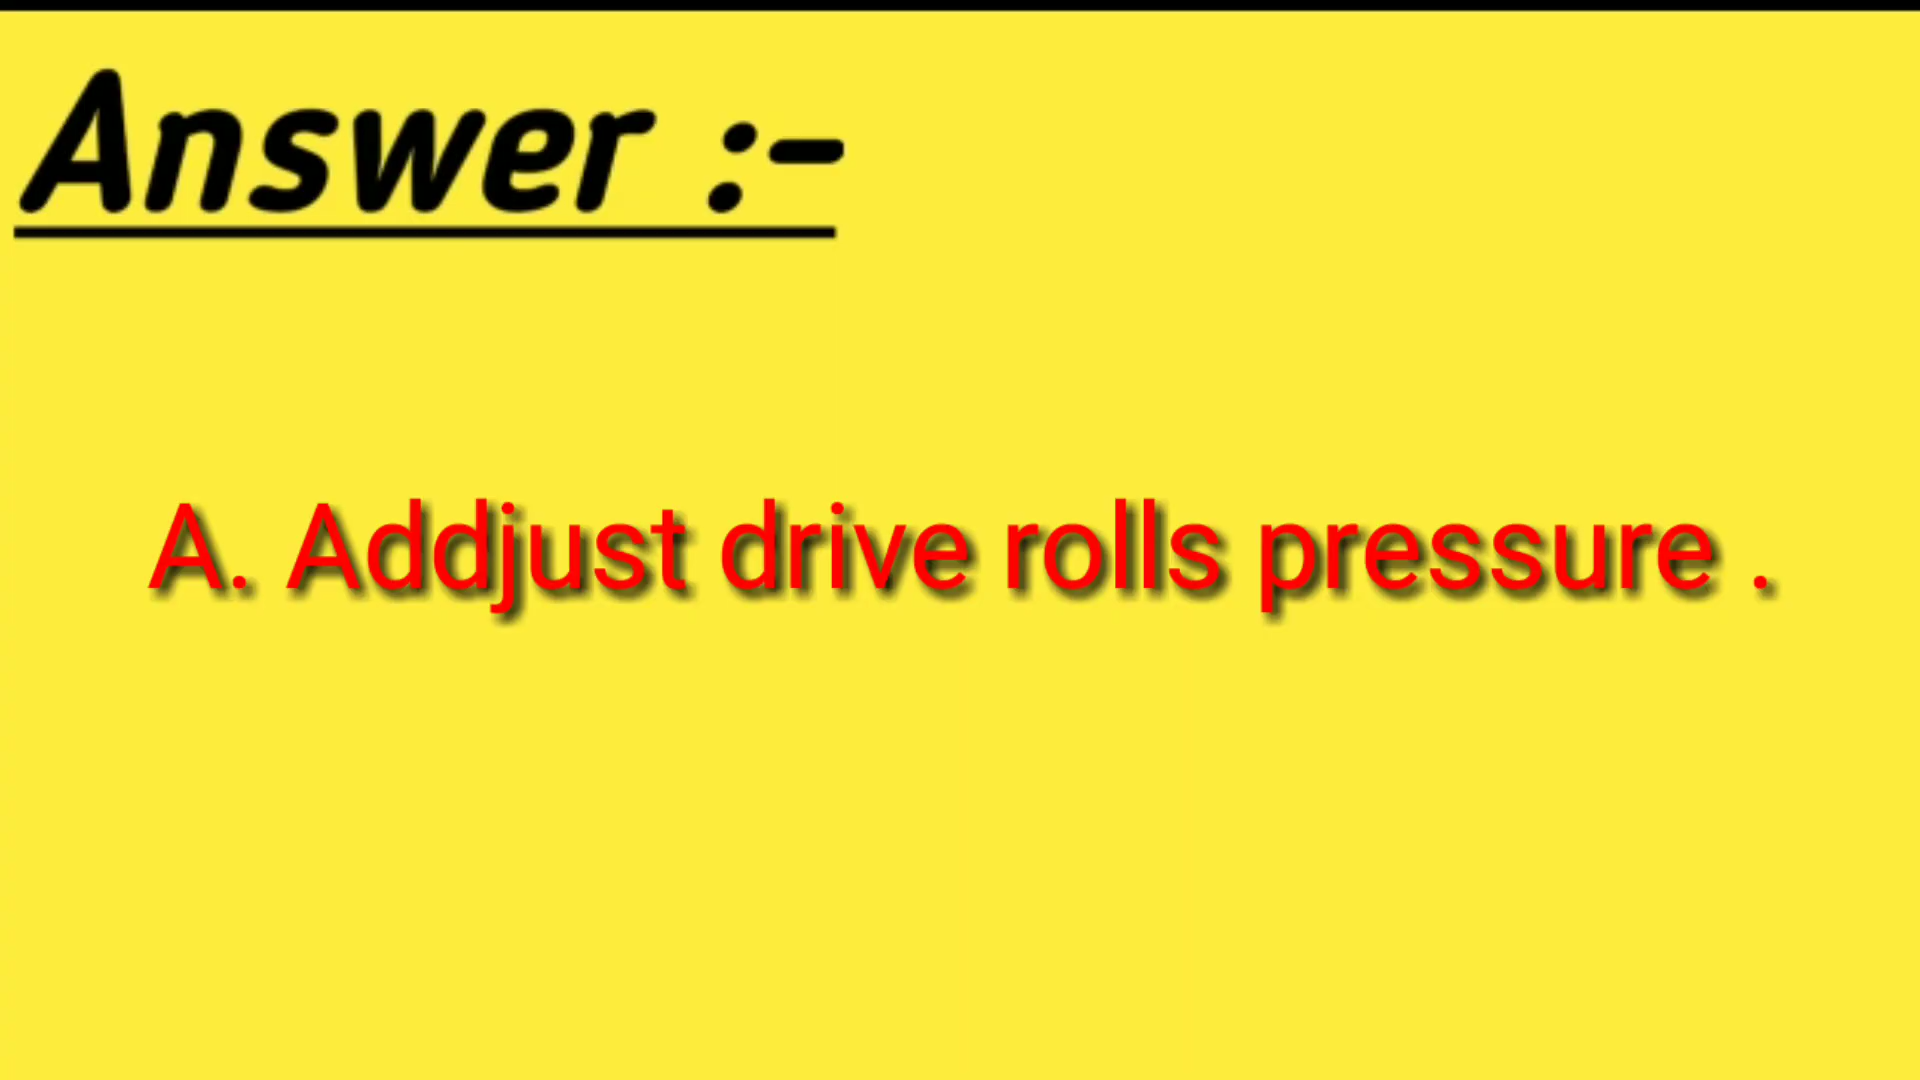 Answer :-
A. Addjust drive rolls pressure .